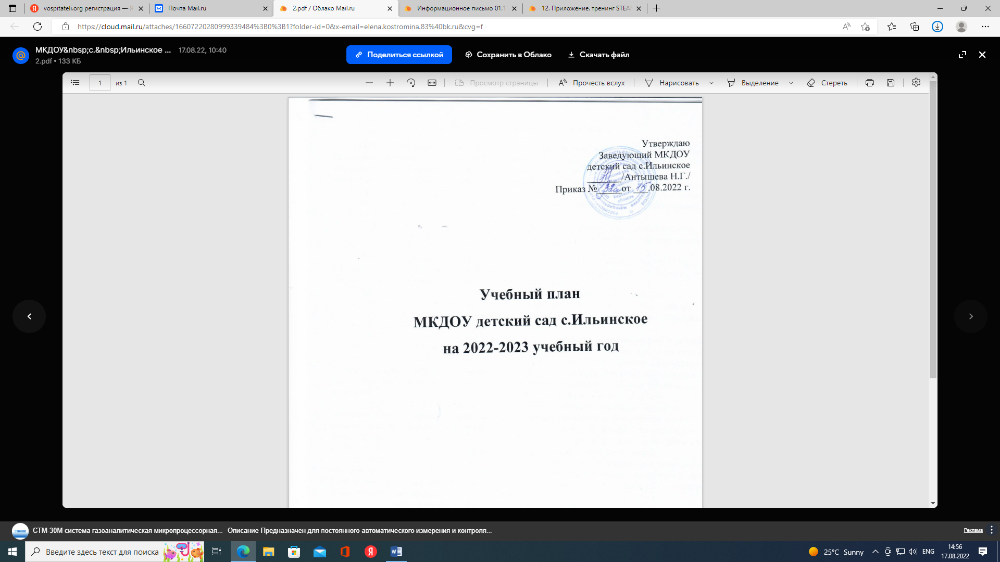 vospitateli.org регистрация — Я
Почта Mail.ru
2.pdf / Облако Mail.ru
Информационное письмо 01.1
12. Приложение. тренинг STEA
https://cloud.mail.ru/attaches/16607220280999339484%3B0%3B1?folder-id=0&x-email=elena.kostromina.83%40bk.ru&cvg=f
МКДОУ&nbsp;с.&nbsp;Ильинское ... 17.08.22, 10:40
2.pdf • 133 КБ
Поделиться ссылкой
Сохранить в Облако
Скачать файл
1 из 1
Просмотр страницы
Прочесть вслух
Нарисовать
Выделение
Стереть
Утверждаю
Заведующий МКДОУ
детский сад с.Ильинское
/Антышева Н.Г./
Приказ № от 15.08.2022 г.
Кировской
области
Учебный план
МКДОУ детский сад с.Ильинское
на 2022-2023 учебный год
СТМ-30М система газоаналитическая микропроцессорная... Описание Предназначен для постоянного автоматического измерения и контроля...
Реклама
Введите здесь текст для поиска
25°C Sunny
ENG
14:56
17.08.2022